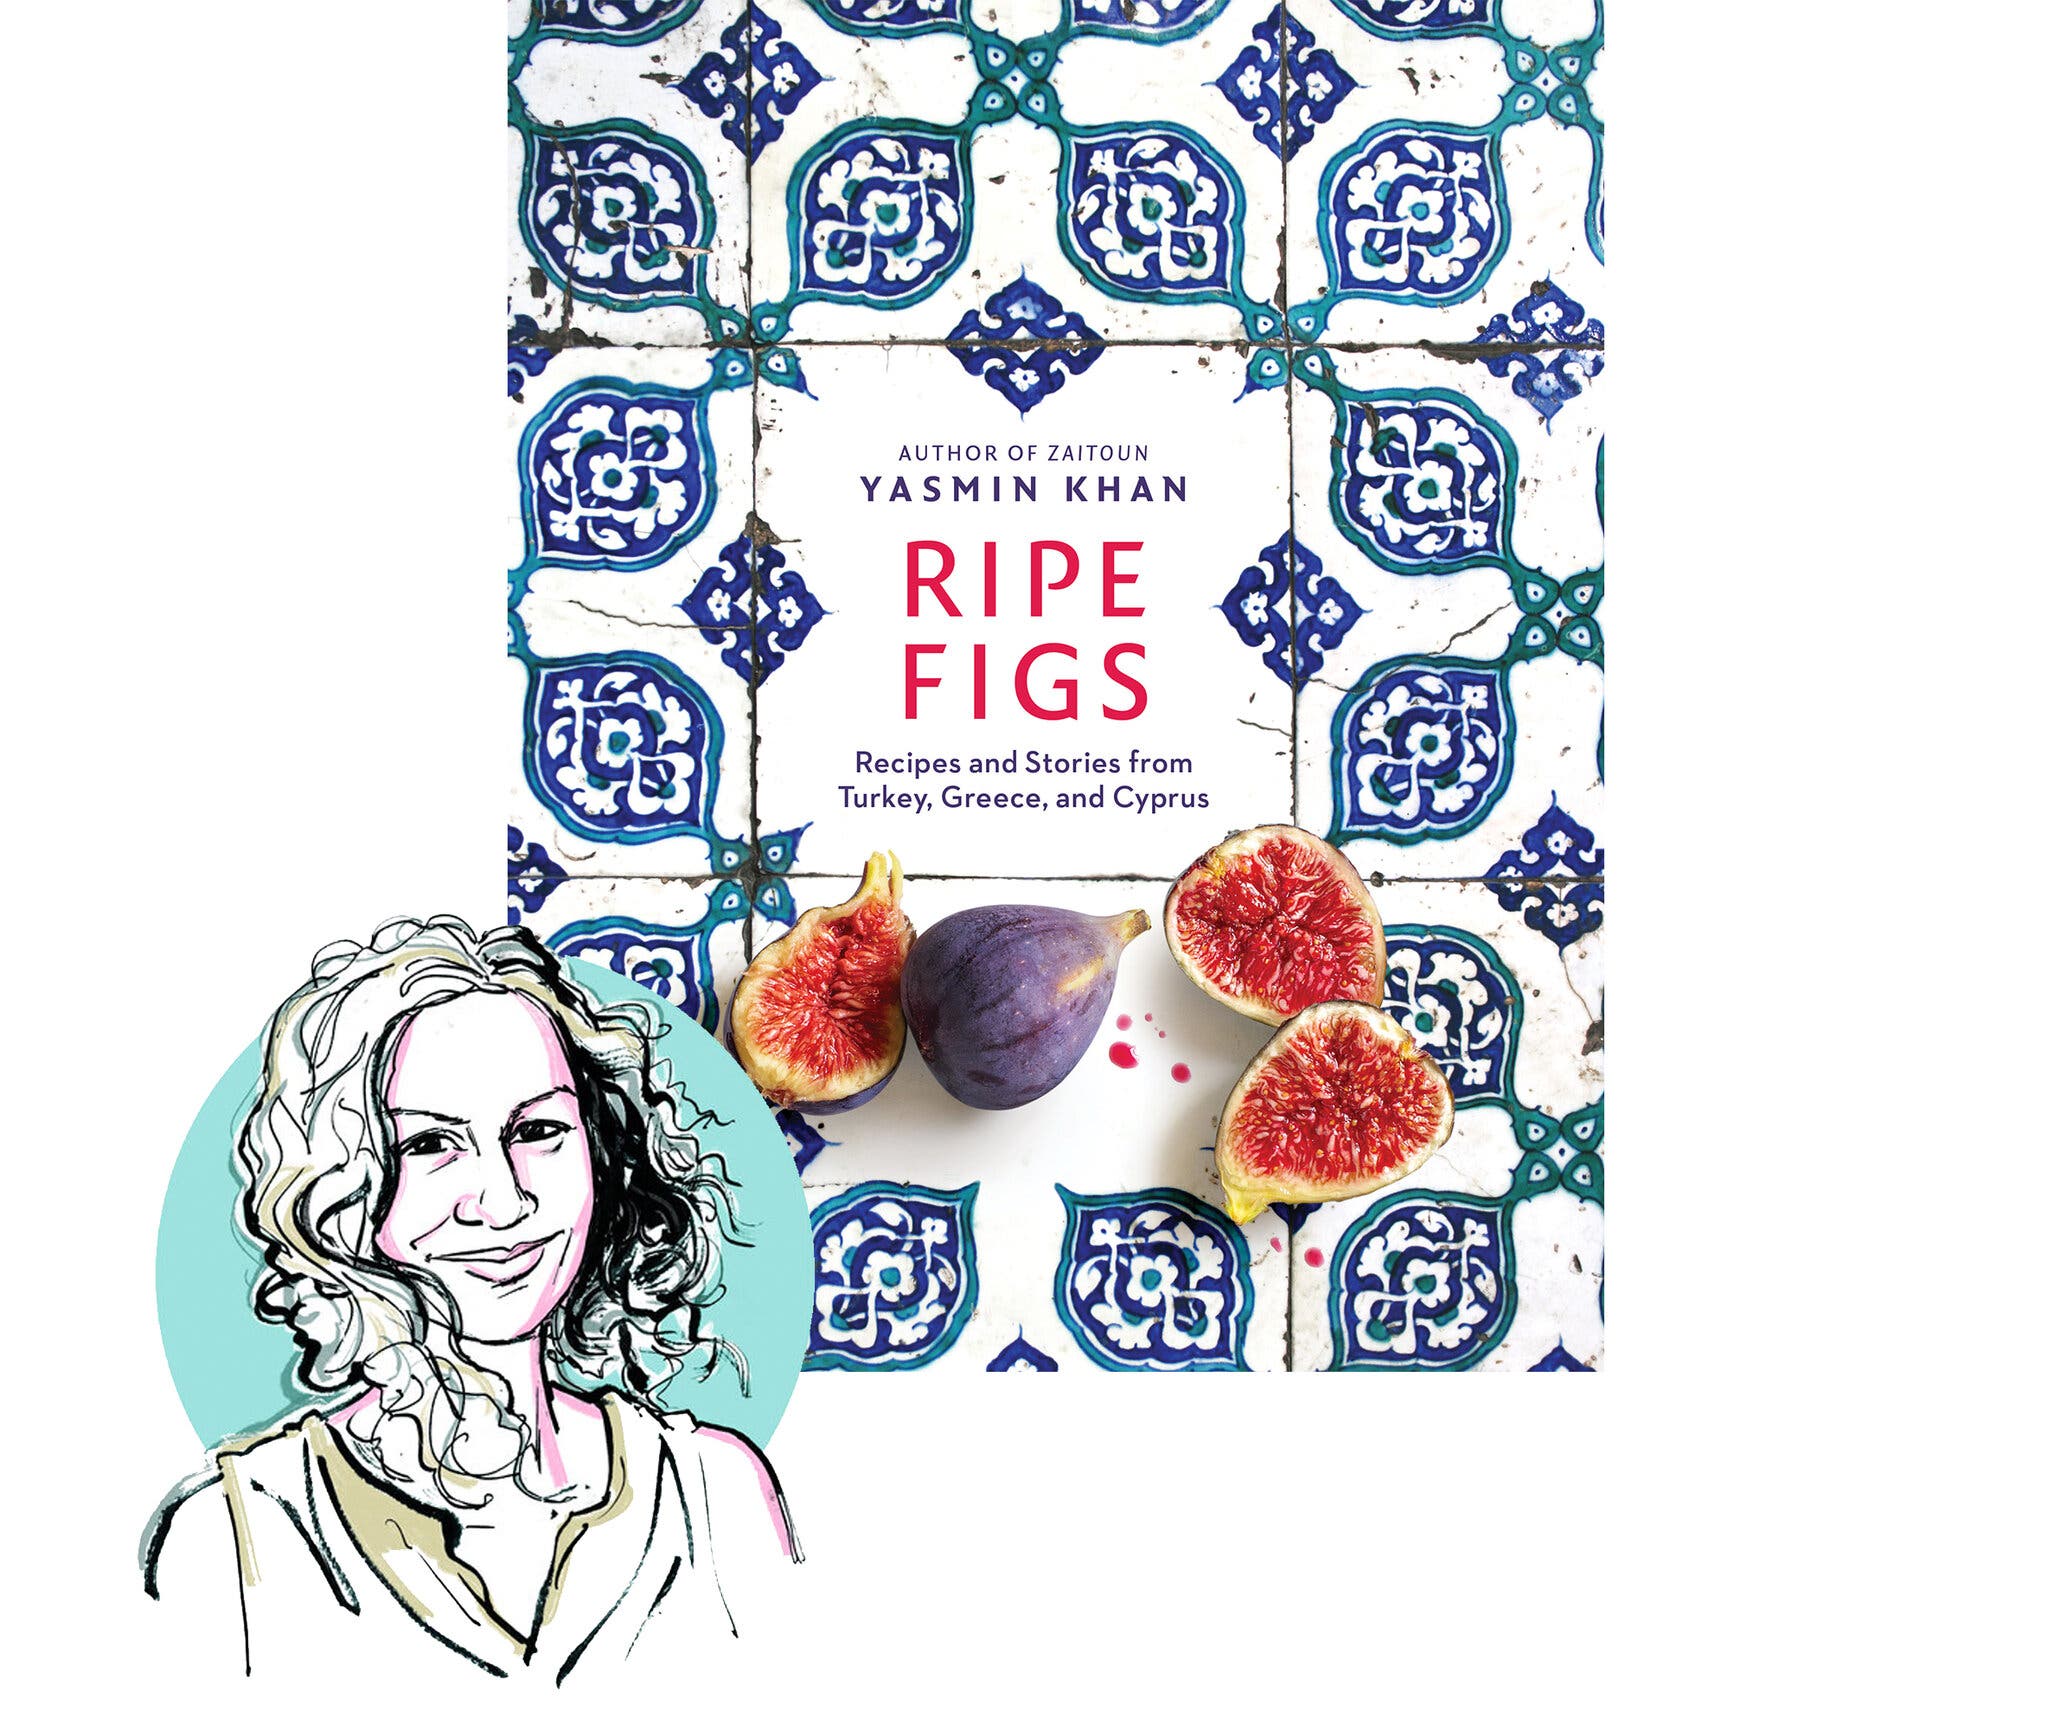 AUTHOR OF ZAITOUN
YASMIN KHAN
RIPE
FIGS
Recipes and Stories from
Turkey, Greece, and Cyprus